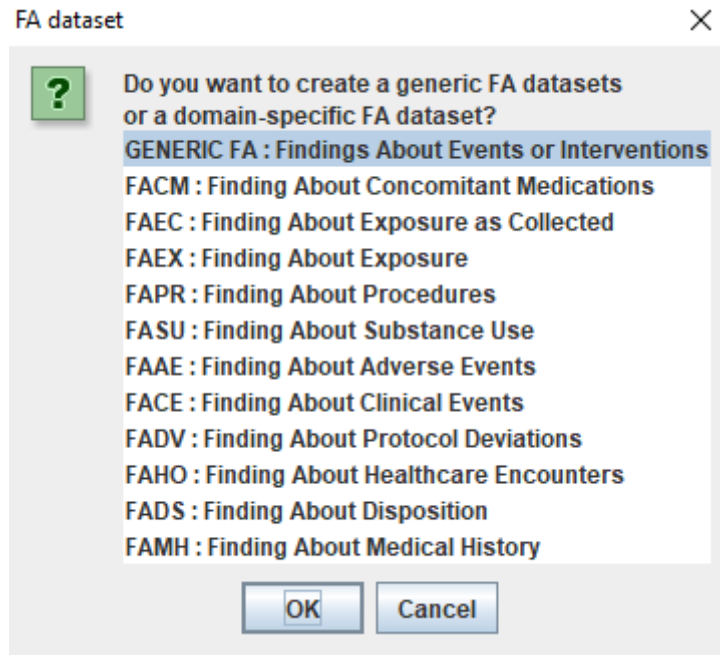 FA dataset
?
Do you want to create a generic FA datasets
or a domain-specific FA dataset?
GENERIC FA : Findings About Events or Interventions
FACM : Finding About Concomitant Medications
FAEC : Finding About Exposure as Collected
FAEX : Finding About Exposure
FAPR : Finding About Procedures
FASU : Finding About Substance Use
FAAE : Finding About Adverse Events
FACE : Finding About Clinical Events
FADV : Finding About Protocol Deviations
FAHO : Finding About Healthcare Encounters
FADS : Finding About Disposition
FAMH : Finding About Medical History
OK Cancel